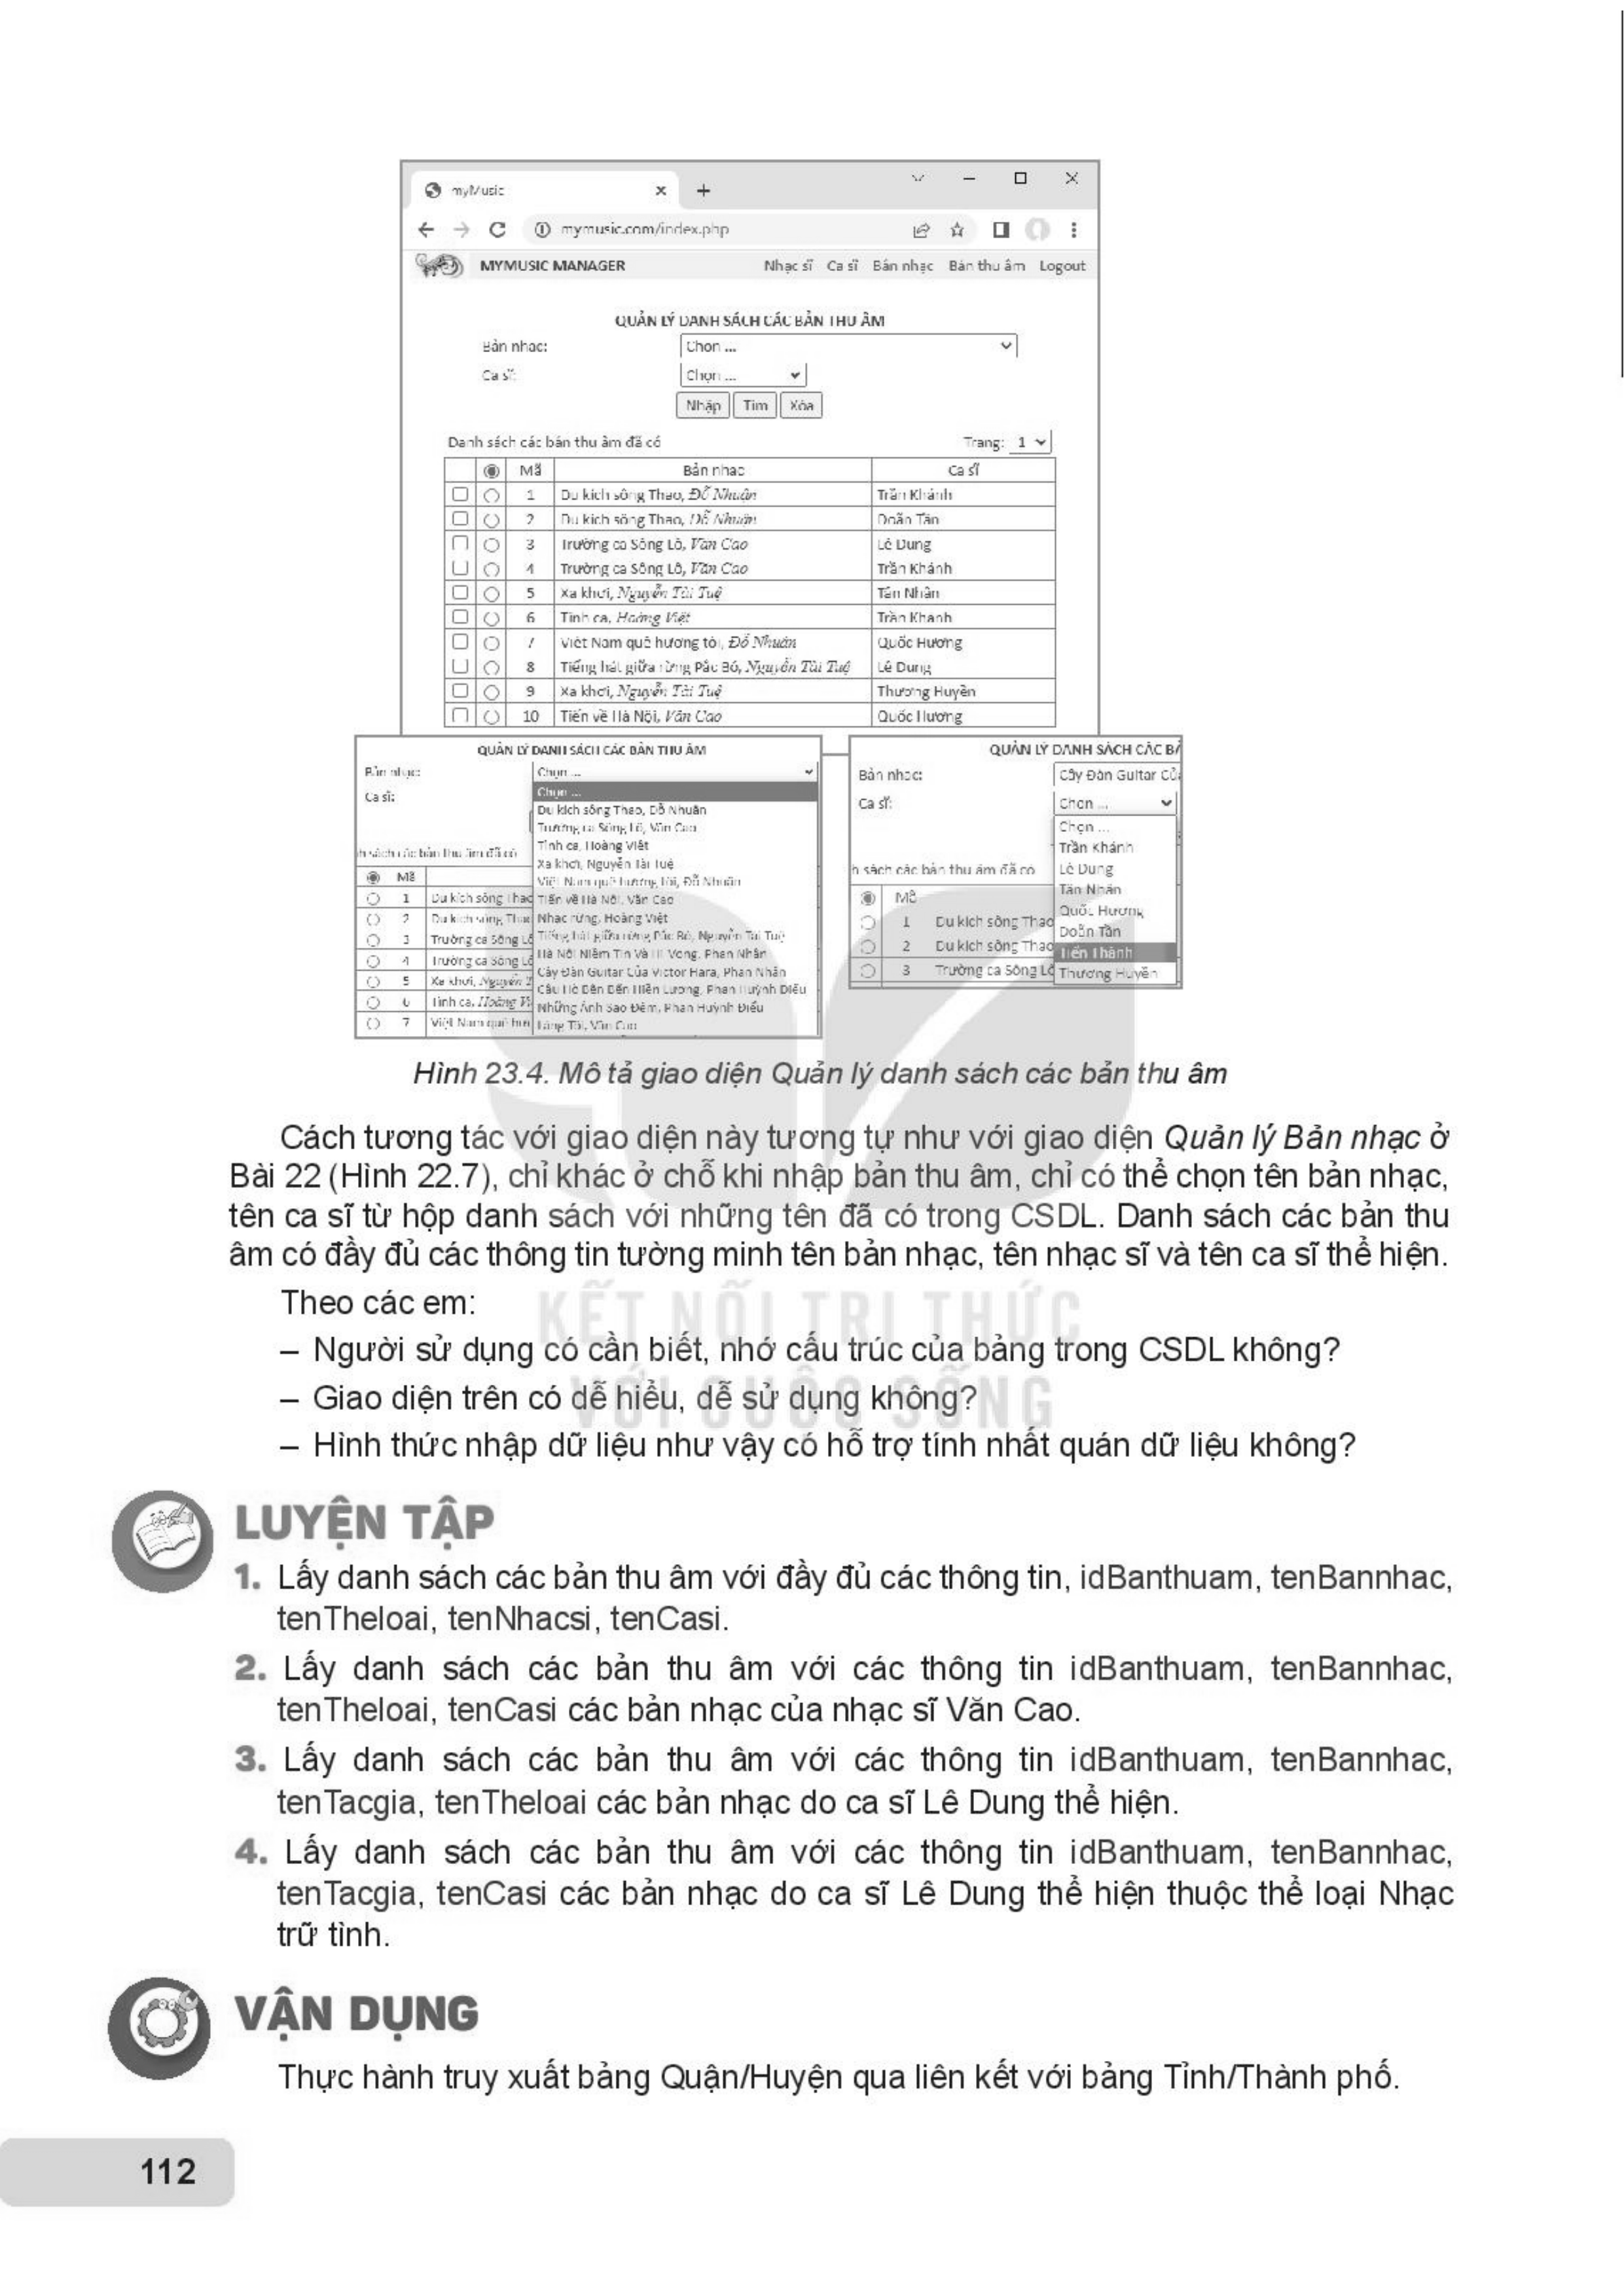 myMusic
mymusic.com/index.php
MYMUSIC MANAGER Nhạc sĩ Ca sĩ Bản nhạc Bản thu âm Logout
QUẢN LÝ DANH SÁCH CÁC BẢN THU ÂM
Bản nhạc: Chọn ...
Ca sĩ: Chọn ...
Nhập Tìm Xóa
Danh sách các bản thu âm đã có Trang: 1
Mã Bản nhạc Ca sĩ
1 Du kích sông Thao, Đỗ Nhuận Trần Khánh
2 Du kích sông Thao, Đỗ Nhuận Doãn Tần
3 Trường ca Sông Lô, Văn Cao Lê Dung
4 Trường ca Sông Lô, Văn Cao Trần Khánh
5 Xa khơi, Nguyễn Tài Tuệ Tân Nhân
6 Tình ca, Hoàng Việt Trần Khánh
7 Việt Nam quê hương tôi, Đỗ Nhuận Quốc Hương
8 Tiếng hát giữa rừng Pắc Bó, Nguyễn Tài Tuệ Lê Dung
9 Xa khơi, Nguyễn Tài Tuệ Thương Huyền
10 Tiến về Hà Nội, Văn Cao Quốc Hương
QUẢN LÝ DANH SÁCH CÁC BẢN THU ÂM
Bản nhạc: Chọn ...
Ca sĩ: Chọn ...
Du kích sông Thao, Đỗ Nhuận
Trường ca Sông Lô, Văn Cao
Tình ca, Hoàng Việt
h sách các bản thu âm đã có Xa khơi, Nguyễn Tài Tuệ
Mã Việt Nam quê hương tôi, Đỗ Nhuận
1 Du kích sông Thao Tiến về Hà Nội, Văn Cao
2 Du kích sông Thao Nhạc rừng, Hoàng Việt
3 Trường ca Sông Lô Tiếng hát giữa rừng Pắc Bó, Nguyễn Tài Tuệ
4 Trường ca Sông Lô Hà Nội Niềm Tin Và Hi Vọng, Phan Nhân
5 Xa khơi, Nguyễn T Cây Đàn Guitar Của Victor Hara, Phan Nhân
6 Tình ca, Hoàng Vi Câu Hò Bên Bến Hiền Lương, Phan Huỳnh Điểu
Những Ánh Sao Đêm, Phan Huỳnh Điểu
7 Việt Nam quê hươ Làng Tôi, Văn Cao
QUẢN LÝ DANH SÁCH CÁC BẢ
Bản nhạc: Cây Đàn Guitar Củ
Ca sĩ: Chọn ...
Chọn ...
Trần Khánh
h sách các bản thu âm đã có Lê Dung
Mã Tân Nhân
Quốc Hương
1 Du kích sông Thao Doãn Tần
2 Du kích sông Thao Tiến Thành
3 Trường ca Sông Lô Thương Huyền
Hình 23.4. Mô tả giao diện Quản lý danh sách các bản thu âm
Cách tương tác với giao diện này tương tự như với giao diện Quản lý Bản nhạc ở
Bài 22 (Hình 22.7), chỉ khác ở chỗ khi nhập bản thu âm, chỉ có thể chọn tên bản nhạc,
tên ca sĩ từ hộp danh sách với những tên đã có trong CSDL. Danh sách các bản thu
âm có đầy đủ các thông tin tường minh tên bản nhạc, tên nhạc sĩ và tên ca sĩ thể hiện.
Theo các em:
– Người sử dụng có cần biết, nhớ cấu trúc của bảng trong CSDL không?
– Giao diện trên có dễ hiểu, dễ sử dụng không?
– Hình thức nhập dữ liệu như vậy có hỗ trợ tính nhất quán dữ liệu không?
KẾT NỐI TRI THỨC
VỚI CUỘC SỐNG
LUYỆN TẬP
1. Lấy danh sách các bản thu âm với đầy đủ các thông tin, idBanthuam, tenBannhac,
tenTheloai, tenNhacsi, tenCasi.
2. Lấy danh sách các bản thu âm với các thông tin idBanthuam, tenBannhac,
tenTheloai, tenCasi các bản nhạc của nhạc sĩ Văn Cao.
3. Lấy danh sách các bản thu âm với các thông tin idBanthuam, tenBannhac,
tenTacgia, tenTheloai các bản nhạc do ca sĩ Lê Dung thể hiện.
4. Lấy danh sách các bản thu âm với các thông tin idBanthuam, tenBannhac,
tenTacgia, tenCasi các bản nhạc do ca sĩ Lê Dung thể hiện thuộc thể loại Nhạc
trữ tình.
VẬN DỤNG
Thực hành truy xuất bảng Quận/Huyện qua liên kết với bảng Tỉnh/Thành phố.
112